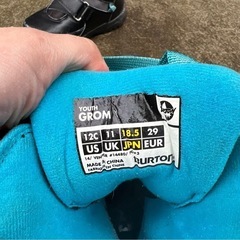 YOUTH
GROM
12C 11 18.5 29
US UK JPN EUR
MADE IN CHINA
BURTON